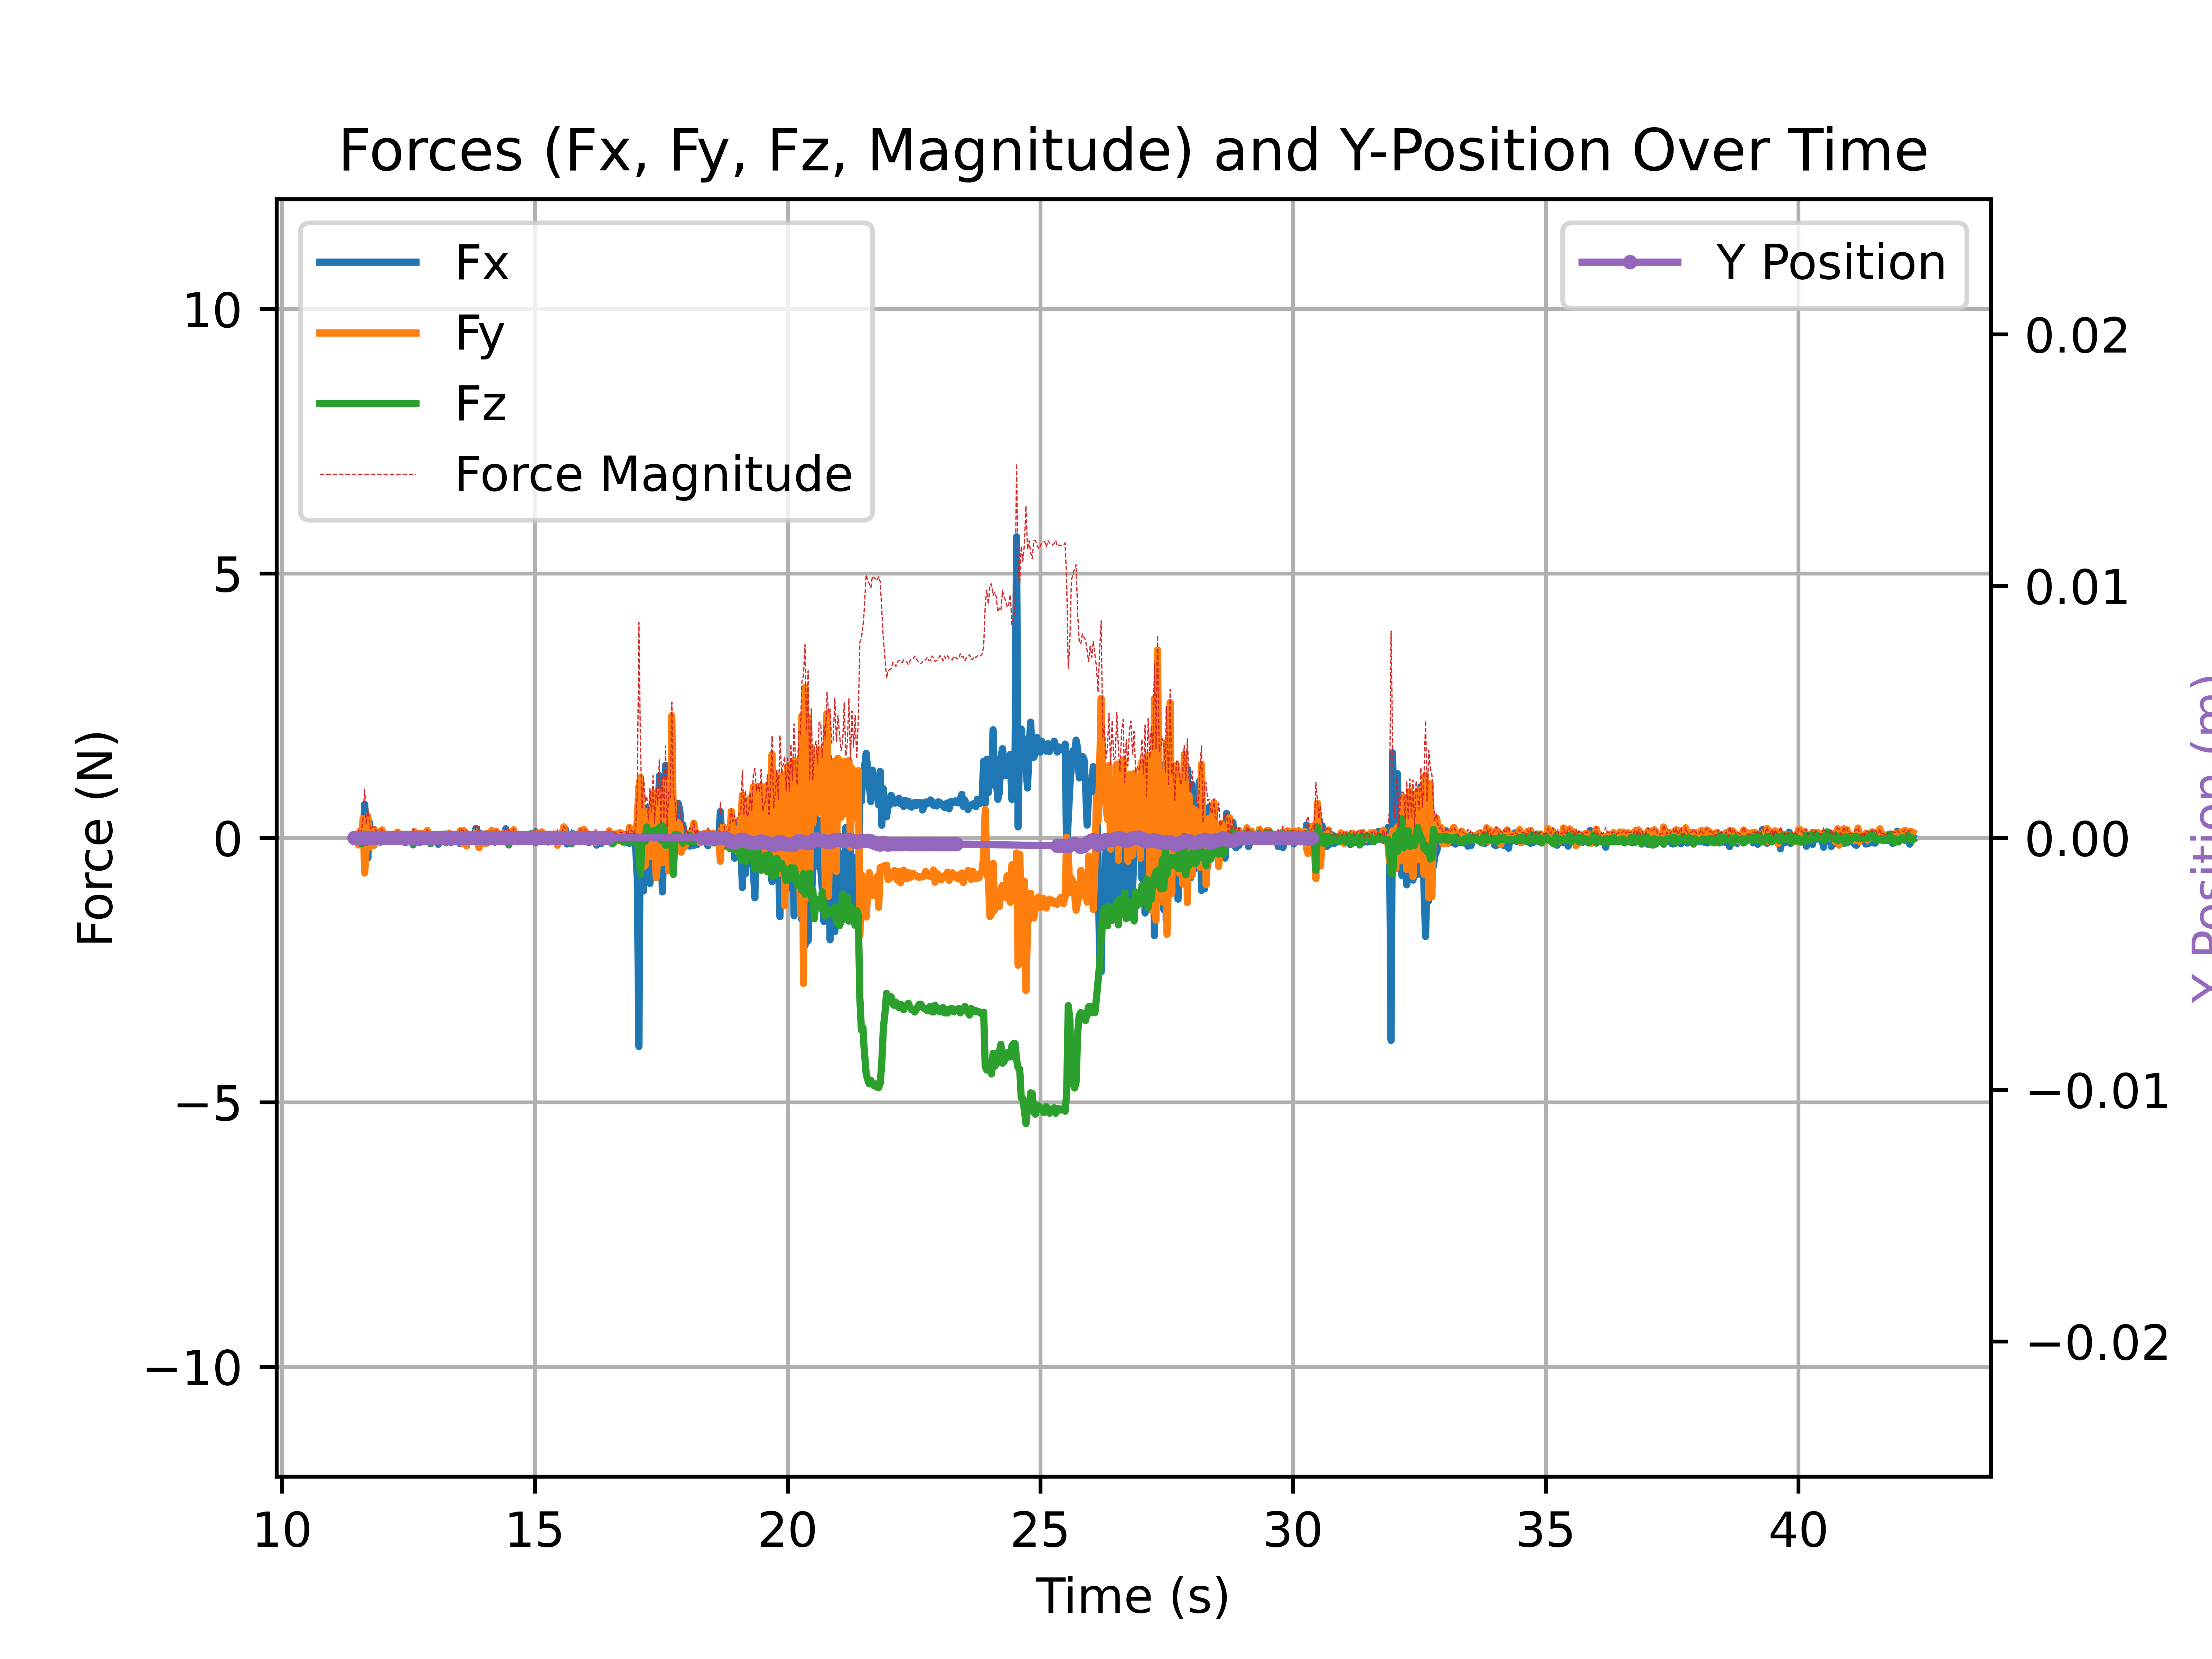 Forces (Fx, Fy, Fz, Magnitude) and Y-Position Over Time
Fx
Fy
Fz
Force Magnitude
Y Position
10
5
0
−5
−10
Force (N)
0.02
0.01
0.00
−0.01
−0.02
Y Position (m)
10 15 20 25 30 35 40
Time (s)